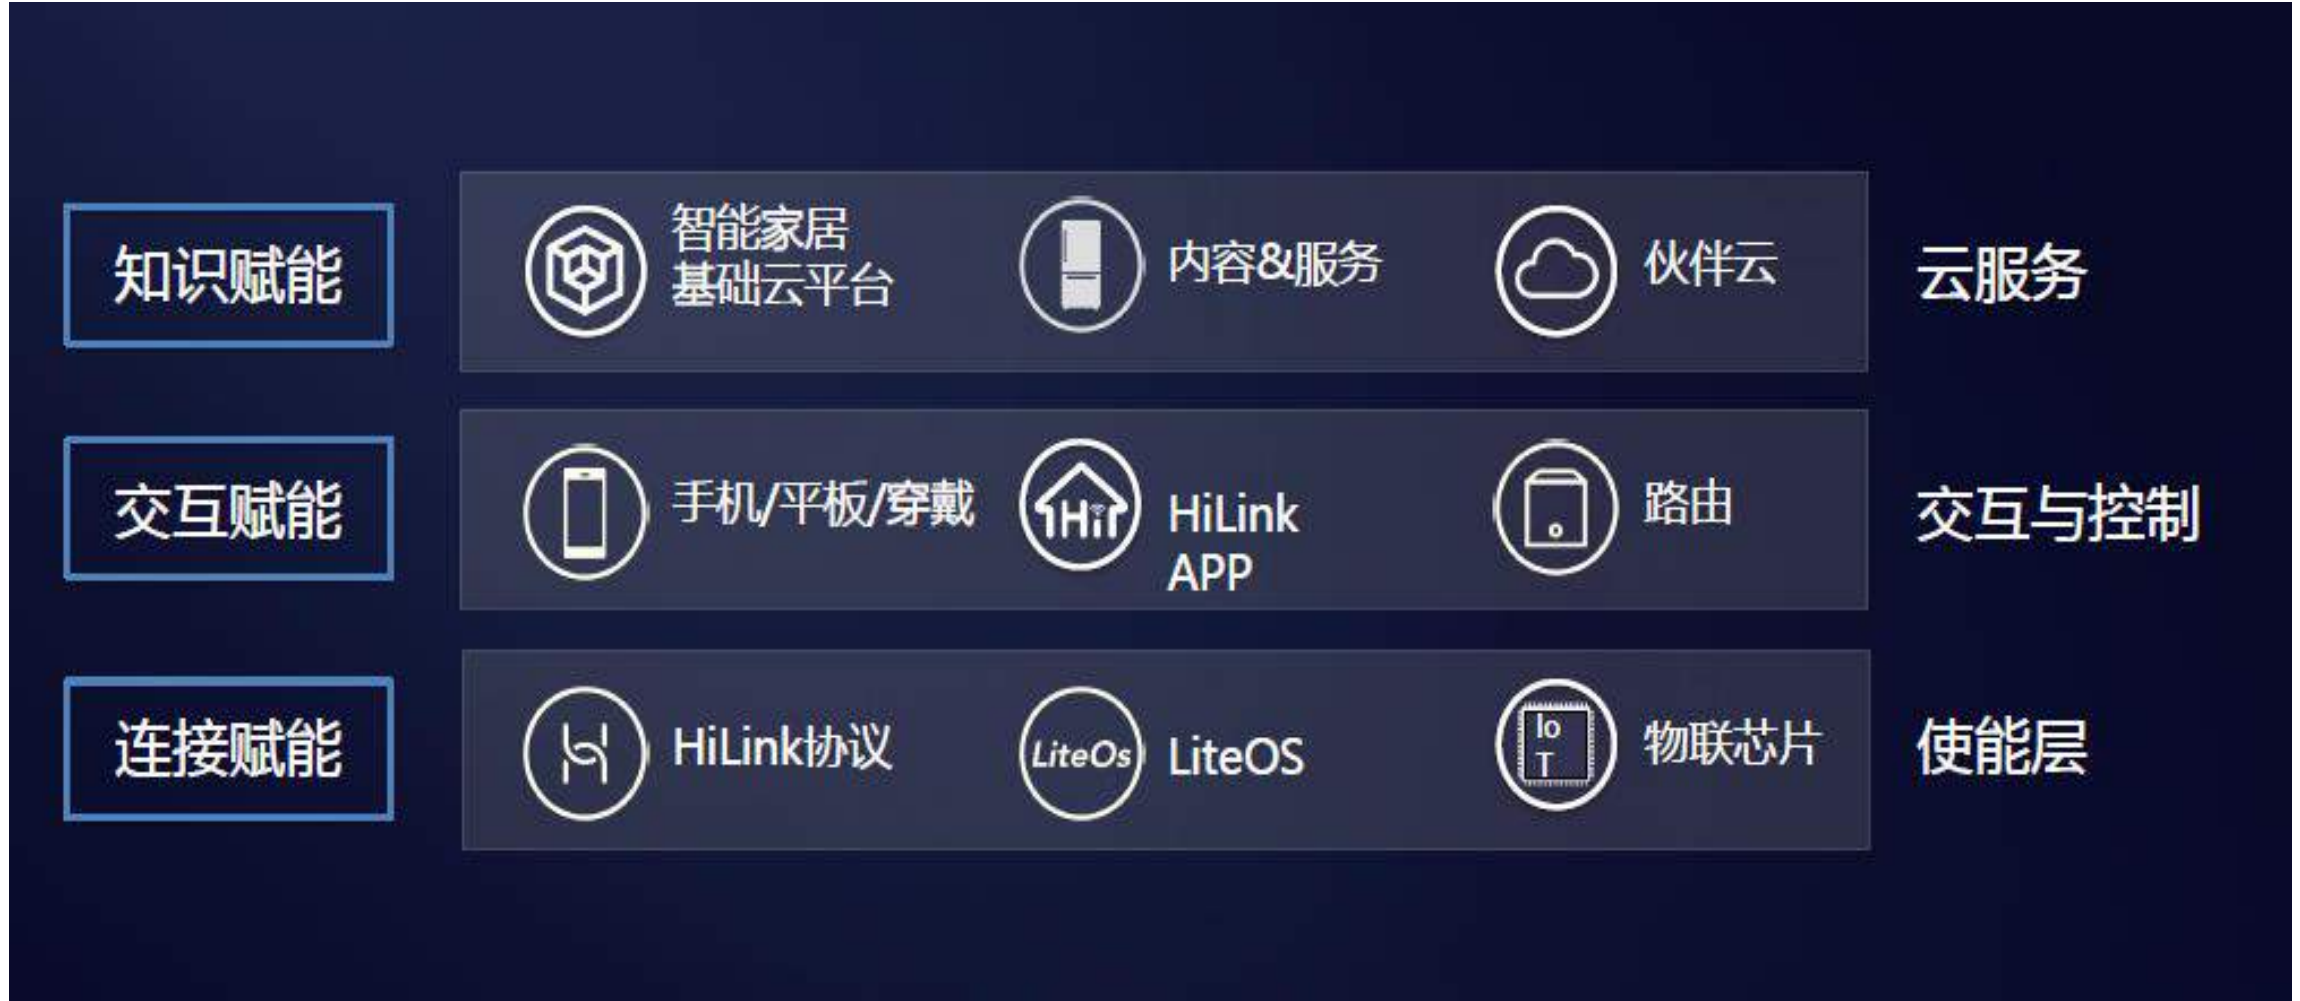 知识赋能
智能家居
基础云平台
内容&服务
伙伴云
云服务
交互赋能
手机/平板/穿戴
HiLink
APP
路由
交互与控制
连接赋能
HiLink协议
LiteOs
LiteOS
Io
T
物联芯片
使能层